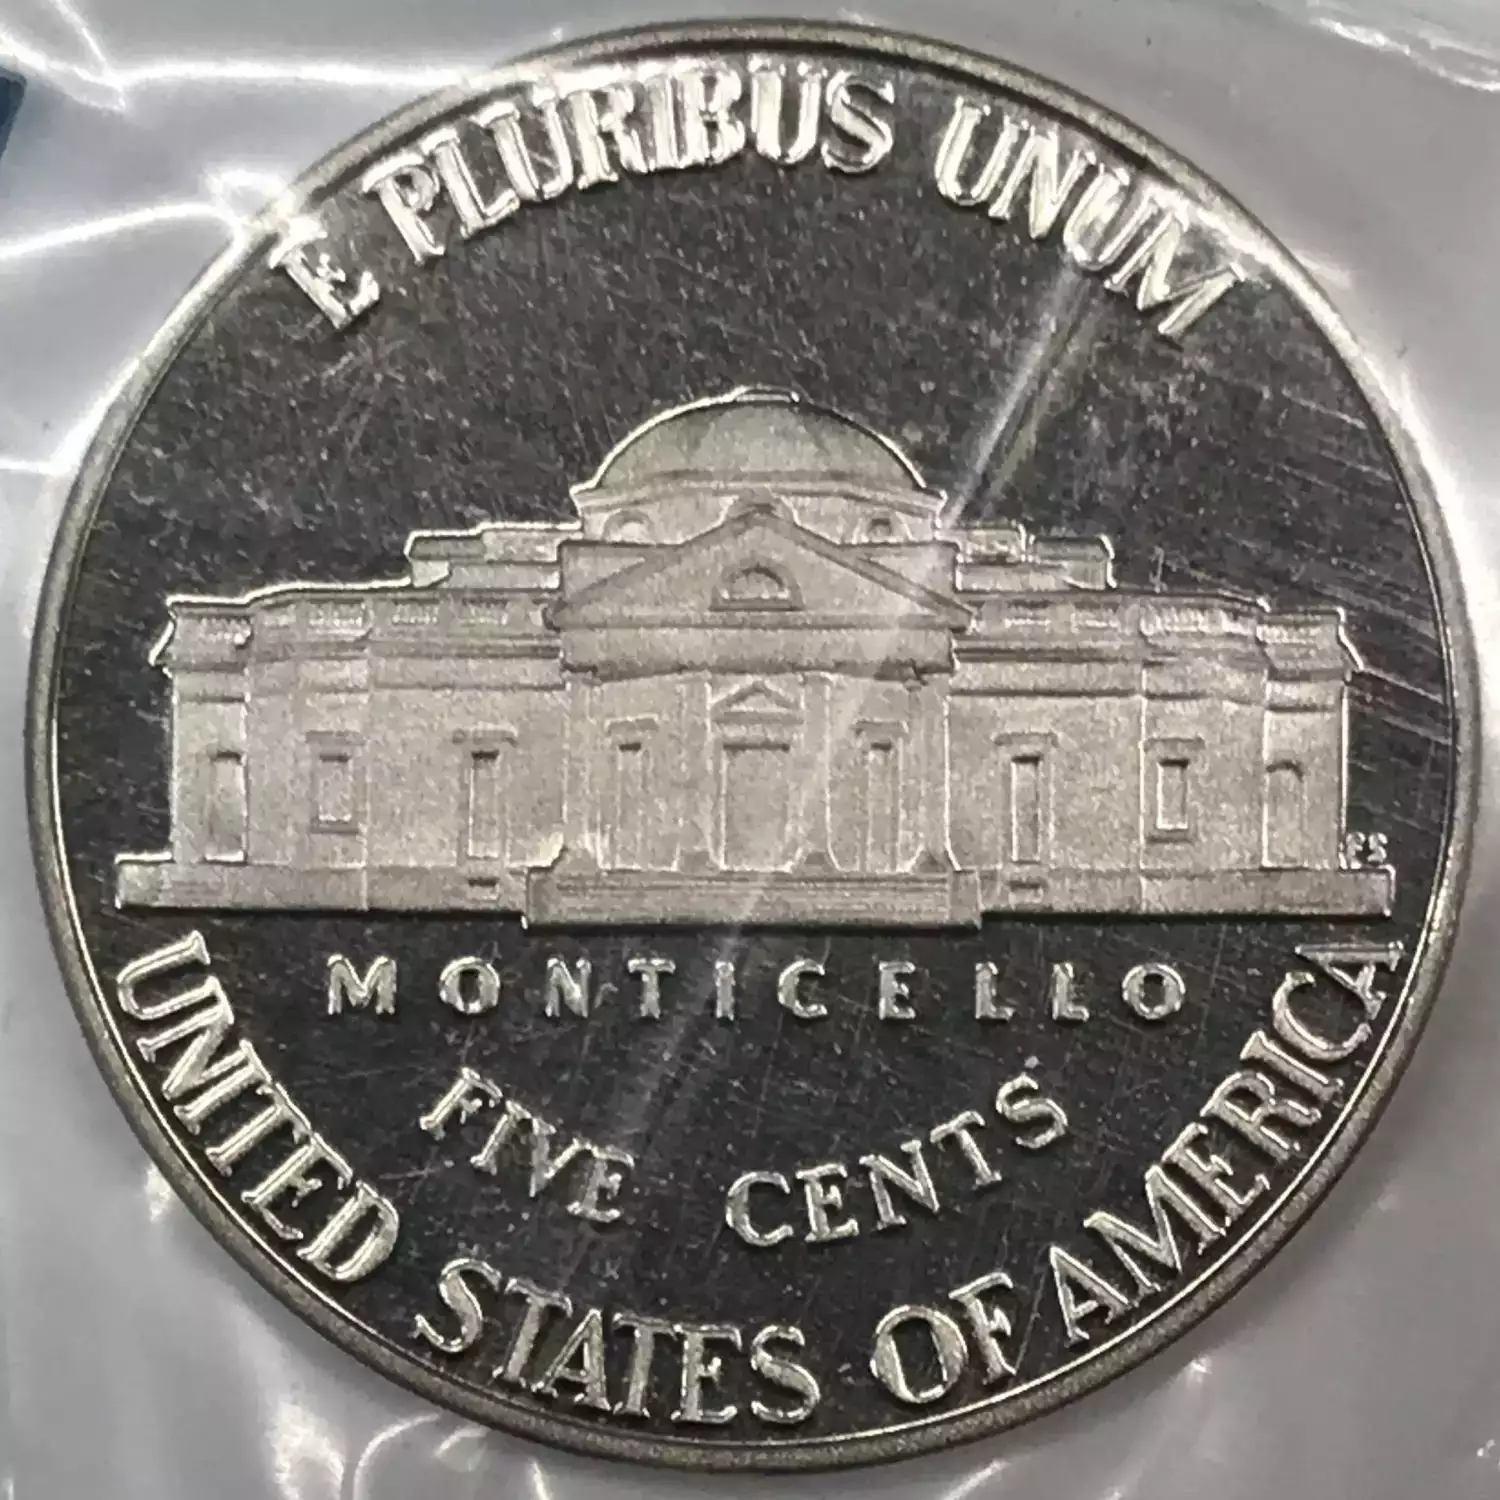 E PLURIBUS UNUM
FS
MONTICELLO
FIVE CENTS
UNITED STATES OF AMERICA